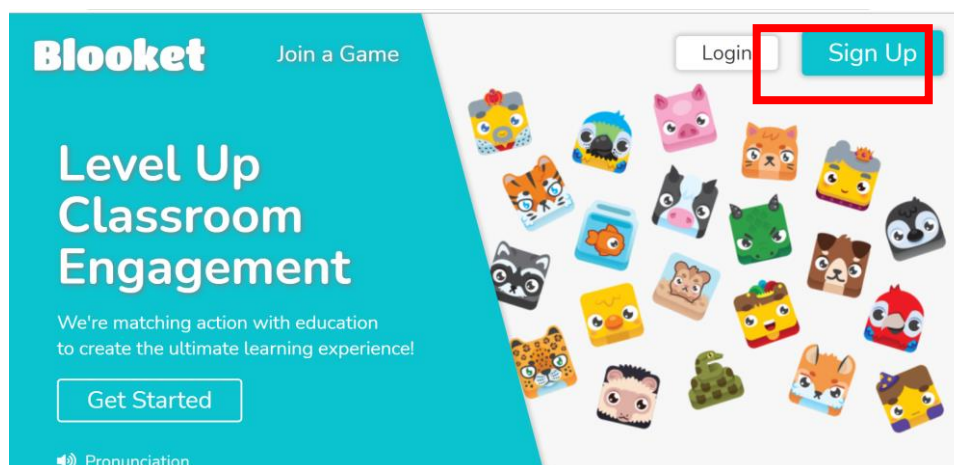 Blooket
Join a Game
Login
Sign Up
Level Up
Classroom
Engagement
We're matching action with education
to create the ultimate learning experience!
Get Started
Pronunciation